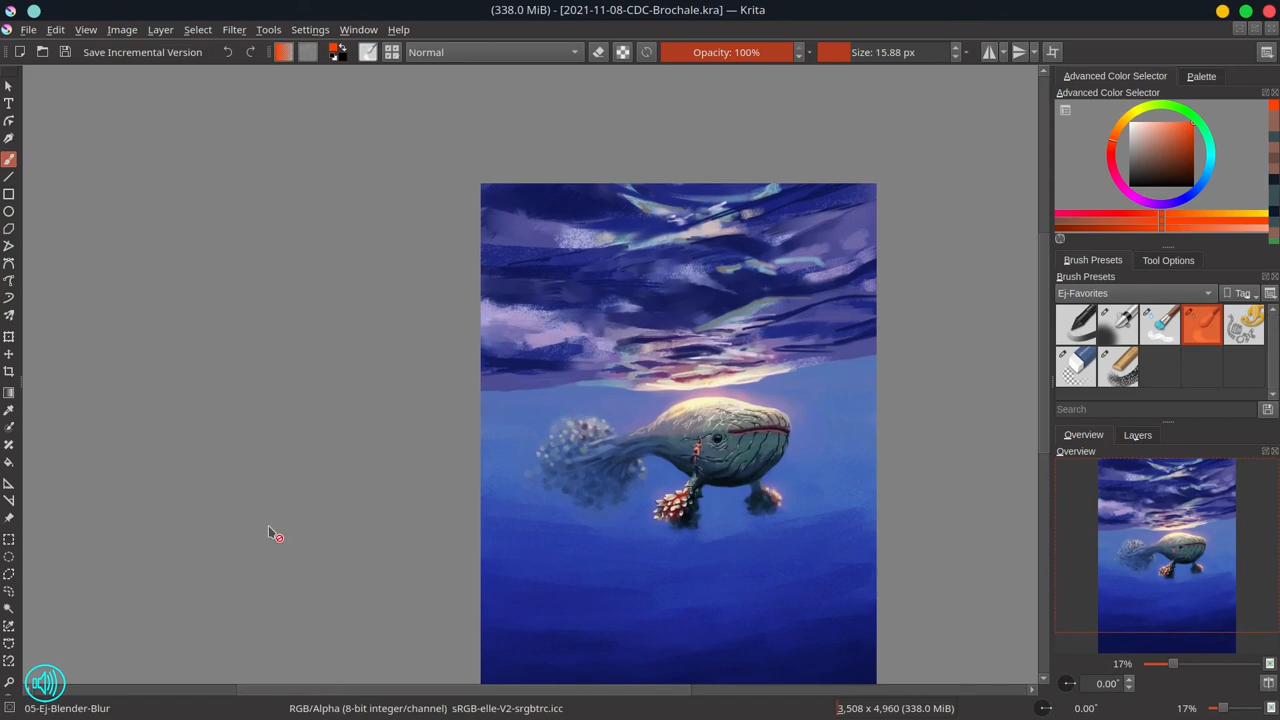 (338.0 MiB) - [2021-11-08-CDC-Brochale.kra] — Krita
File Edit View Image Layer Select Filter Tools Settings Window Help
Save Incremental Version Normal Opacity: 100% Size: 15.88 px
Advanced Color Selector Palette
Advanced Color Selector
Brush Presets Tool Options
Brush Presets
Ej-Favorites Tag
Search
Overview Layers
Overview
17%
0.00°
05-Ej-Blender-Blur RGB/Alpha (8-bit integer/channel) sRGB-elle-V2-srgbtrc.icc 3,508 x 4,960 (338.0 MiB) 0.00° 17%